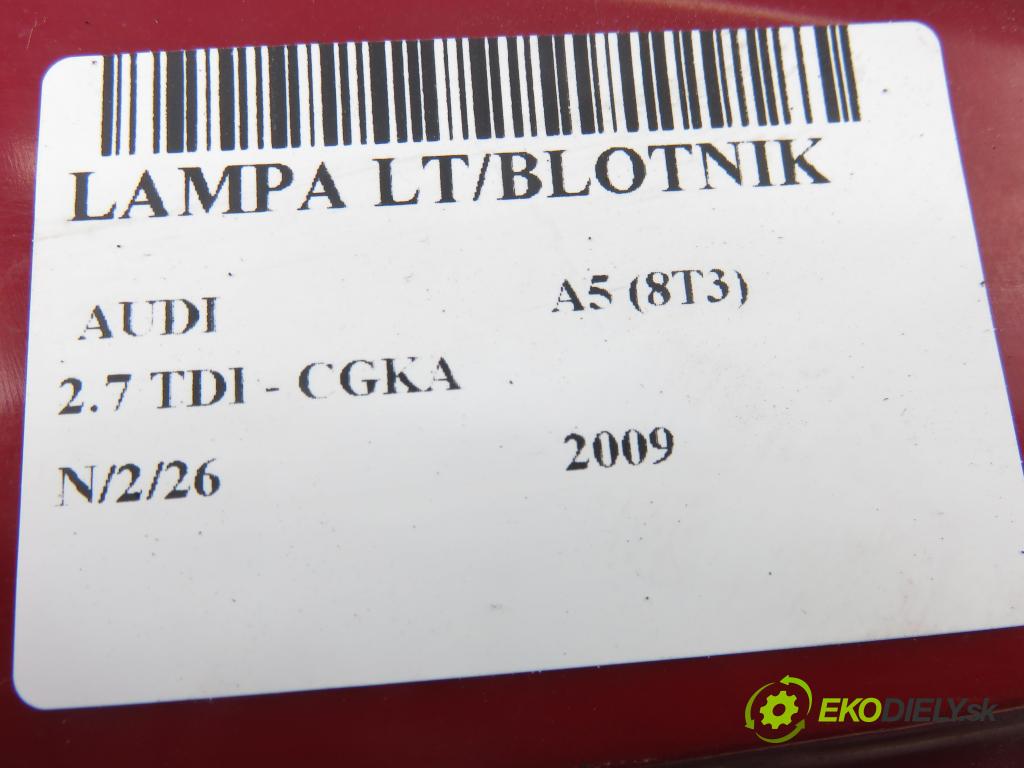 LAMPA LT/BLOTNIK
AUDI A5 (8T3)
2.7 TDI - CGKA
N/2/26 2009
EKODIELY.sk